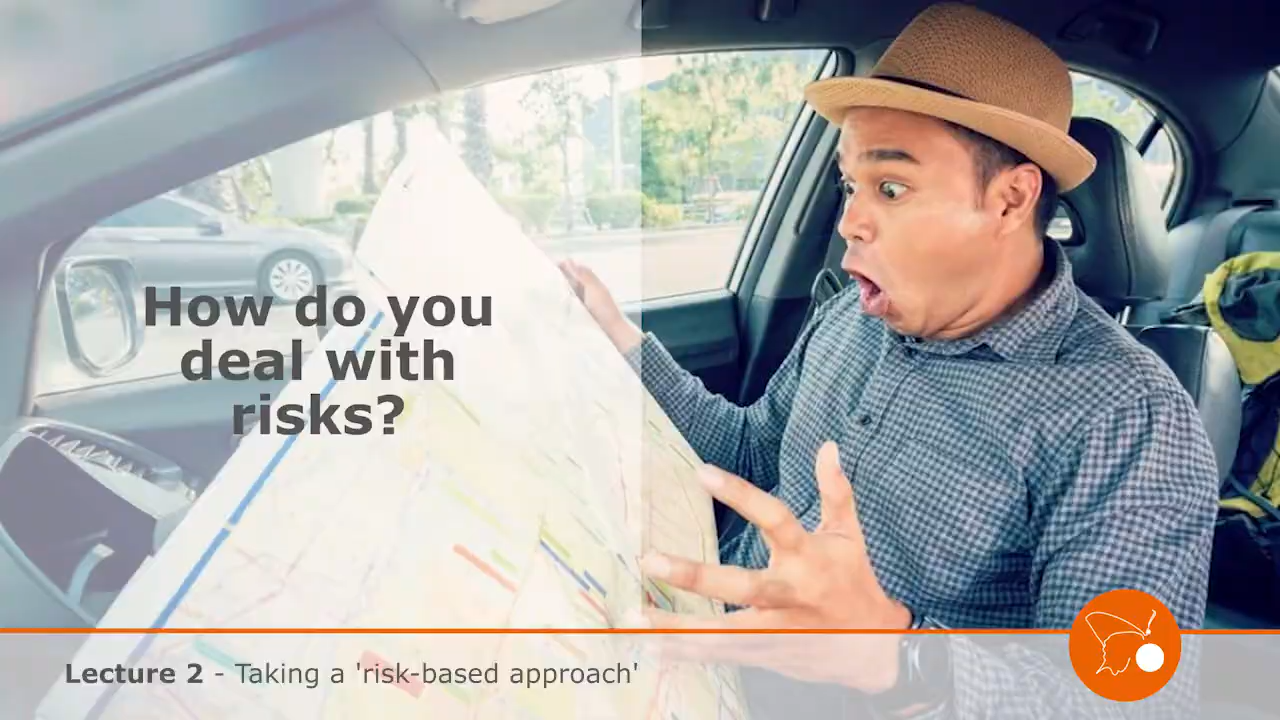 How do you
deal with
risks?
Lecture 2 - Taking a 'risk-based approach'